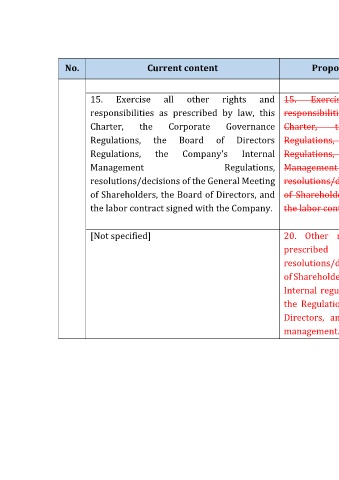 No.
Current content
Propo
15. Exercise all other rights and
responsibilities as prescribed by law, this
Charter, the Corporate Governance
Regulations, the Board of Directors
Regulations, the Company's Internal
Management Regulations,
resolutions/decisions of the General Meeting
of Shareholders, the Board of Directors, and
the labor contract signed with the Company.
15. Exercis
responsibiliti
Charter, t
Regulations,
Regulations,
Management
resolutions/d
of Sharehold
the labor cont
[Not specified]
20. Other r
prescribed
resolutions/d
of Shareholde
Internal regu
the Regulatio
Directors, an
management.